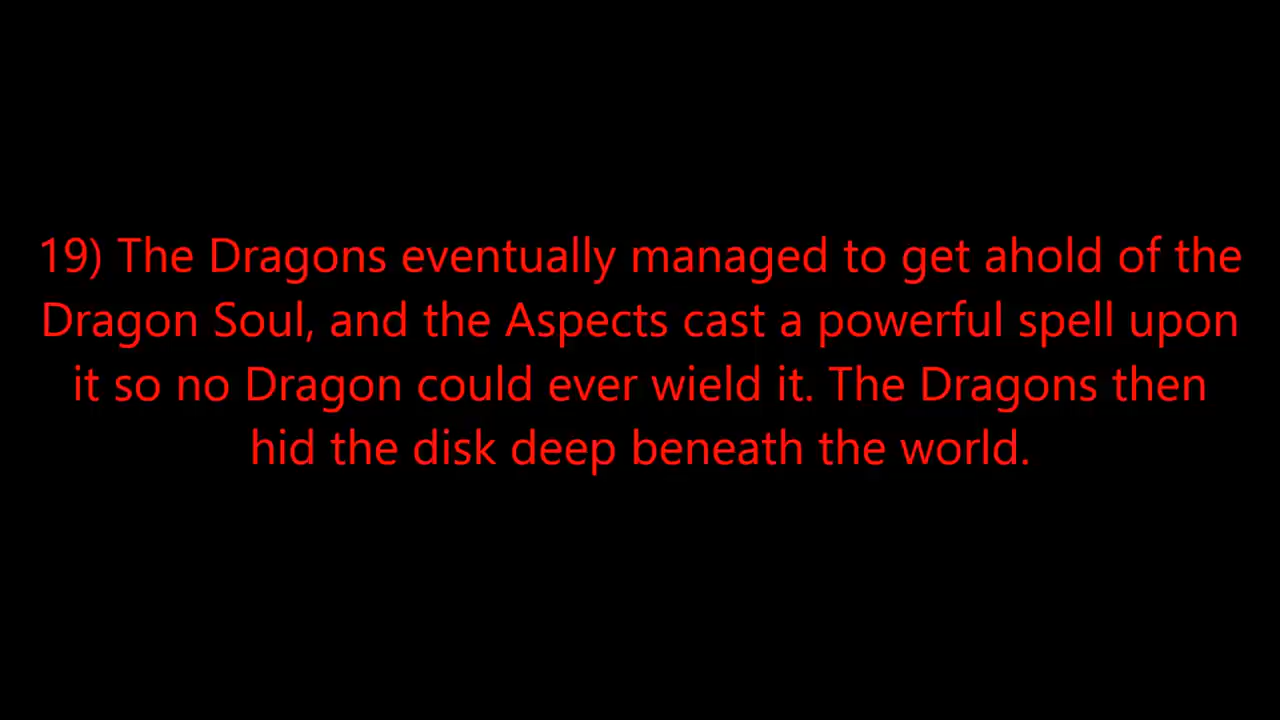 19) The Dragons eventually managed to get ahold of the
Dragon Soul, and the Aspects cast a powerful spell upon
it so no Dragon could ever wield it. The Dragons then
hid the disk deep beneath the world.